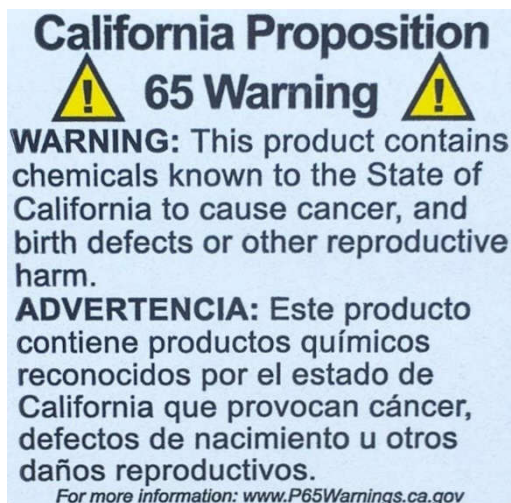 California Proposition
65 Warning
WARNING: This product contains
chemicals known to the State of
California to cause cancer, and
birth defects or other reproductive
harm.
ADVERTENCIA: Este producto
contiene productos químicos
reconocidos por el estado de
California que provocan cáncer,
defectos de nacimiento u otros
daños reproductivos.
For more information: www.P65Warnings.ca.gov